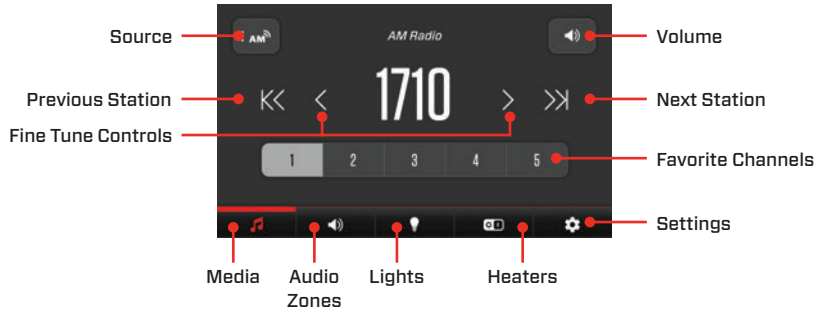 Source
AM
AM Radio
Volume
Previous Station
1710
Next Station
Fine Tune Controls
1 2 3 4 5
Favorite Channels
Settings
Media
Audio
Zones
Lights
Heaters